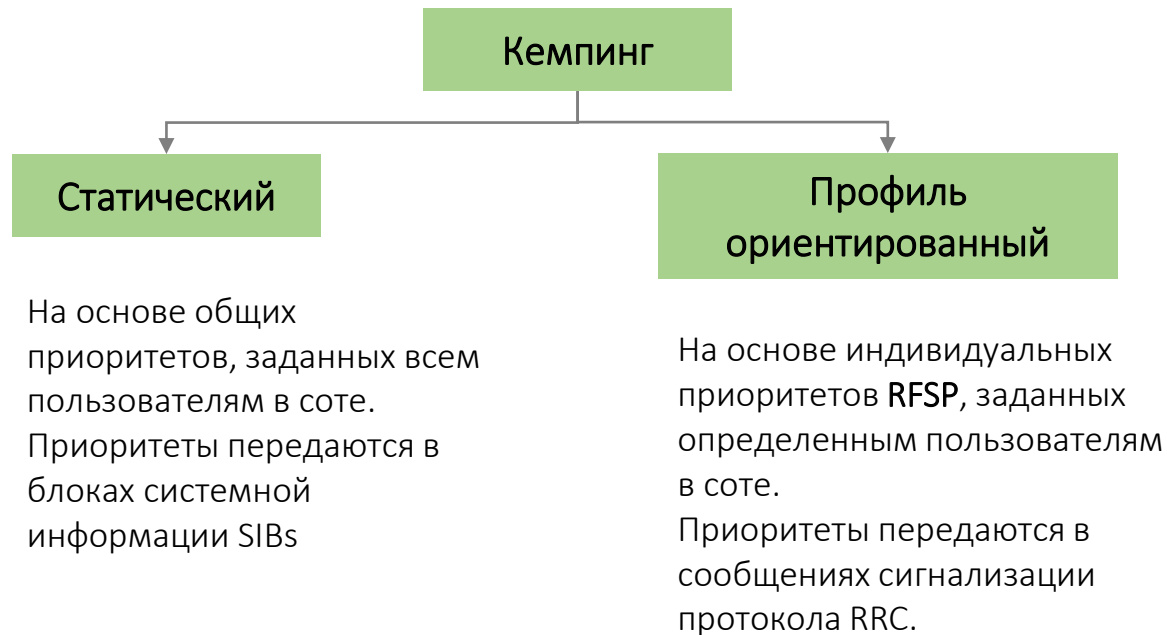 Кемпинг
Статический
Профиль
ориентированный
На основе общих
приоритетов, заданных всем
пользователям в соте.
Приоритеты передаются в
блоках системной
информации SIBs
На основе индивидуальных
приоритетов RFSP, заданных
определенным пользователям
в соте.
Приоритеты передаются в
сообщениях сигнализации
протокола RRC.